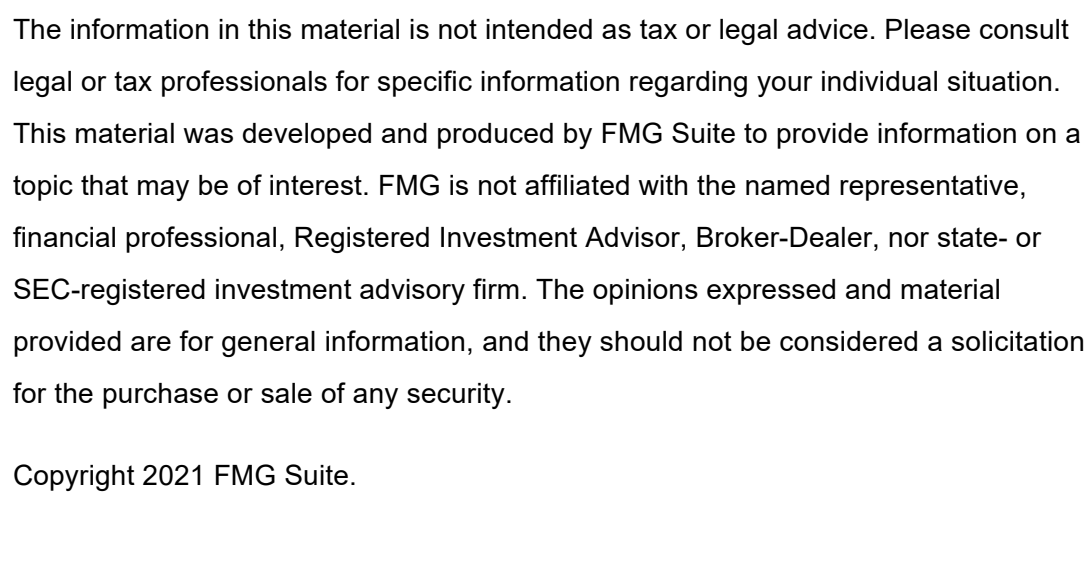 The information in this material is not intended as tax or legal advice. Please consult
legal or tax professionals for specific information regarding your individual situation.
This material was developed and produced by FMG Suite to provide information on a
topic that may be of interest. FMG is not affiliated with the named representative,
financial professional, Registered Investment Advisor, Broker-Dealer, nor state- or
SEC-registered investment advisory firm. The opinions expressed and material
provided are for general information, and they should not be considered a solicitation
for the purchase or sale of any security.
Copyright 2021 FMG Suite.